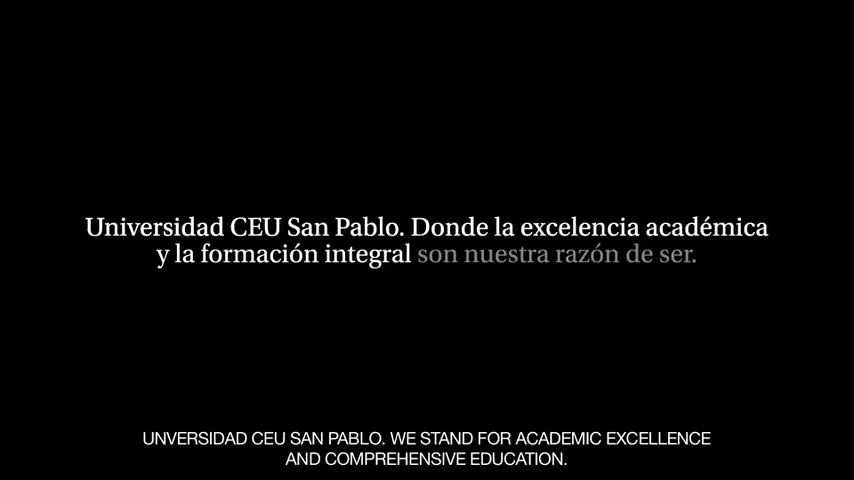 Universidad CEU San Pablo. Donde la excelencia académica
y la formación integral son nuestra razón de ser.
UNVERSIDAD CEU SAN PABLO. WE STAND FOR ACADEMIC EXCELLENCE
AND COMPREHENSIVE EDUCATION.